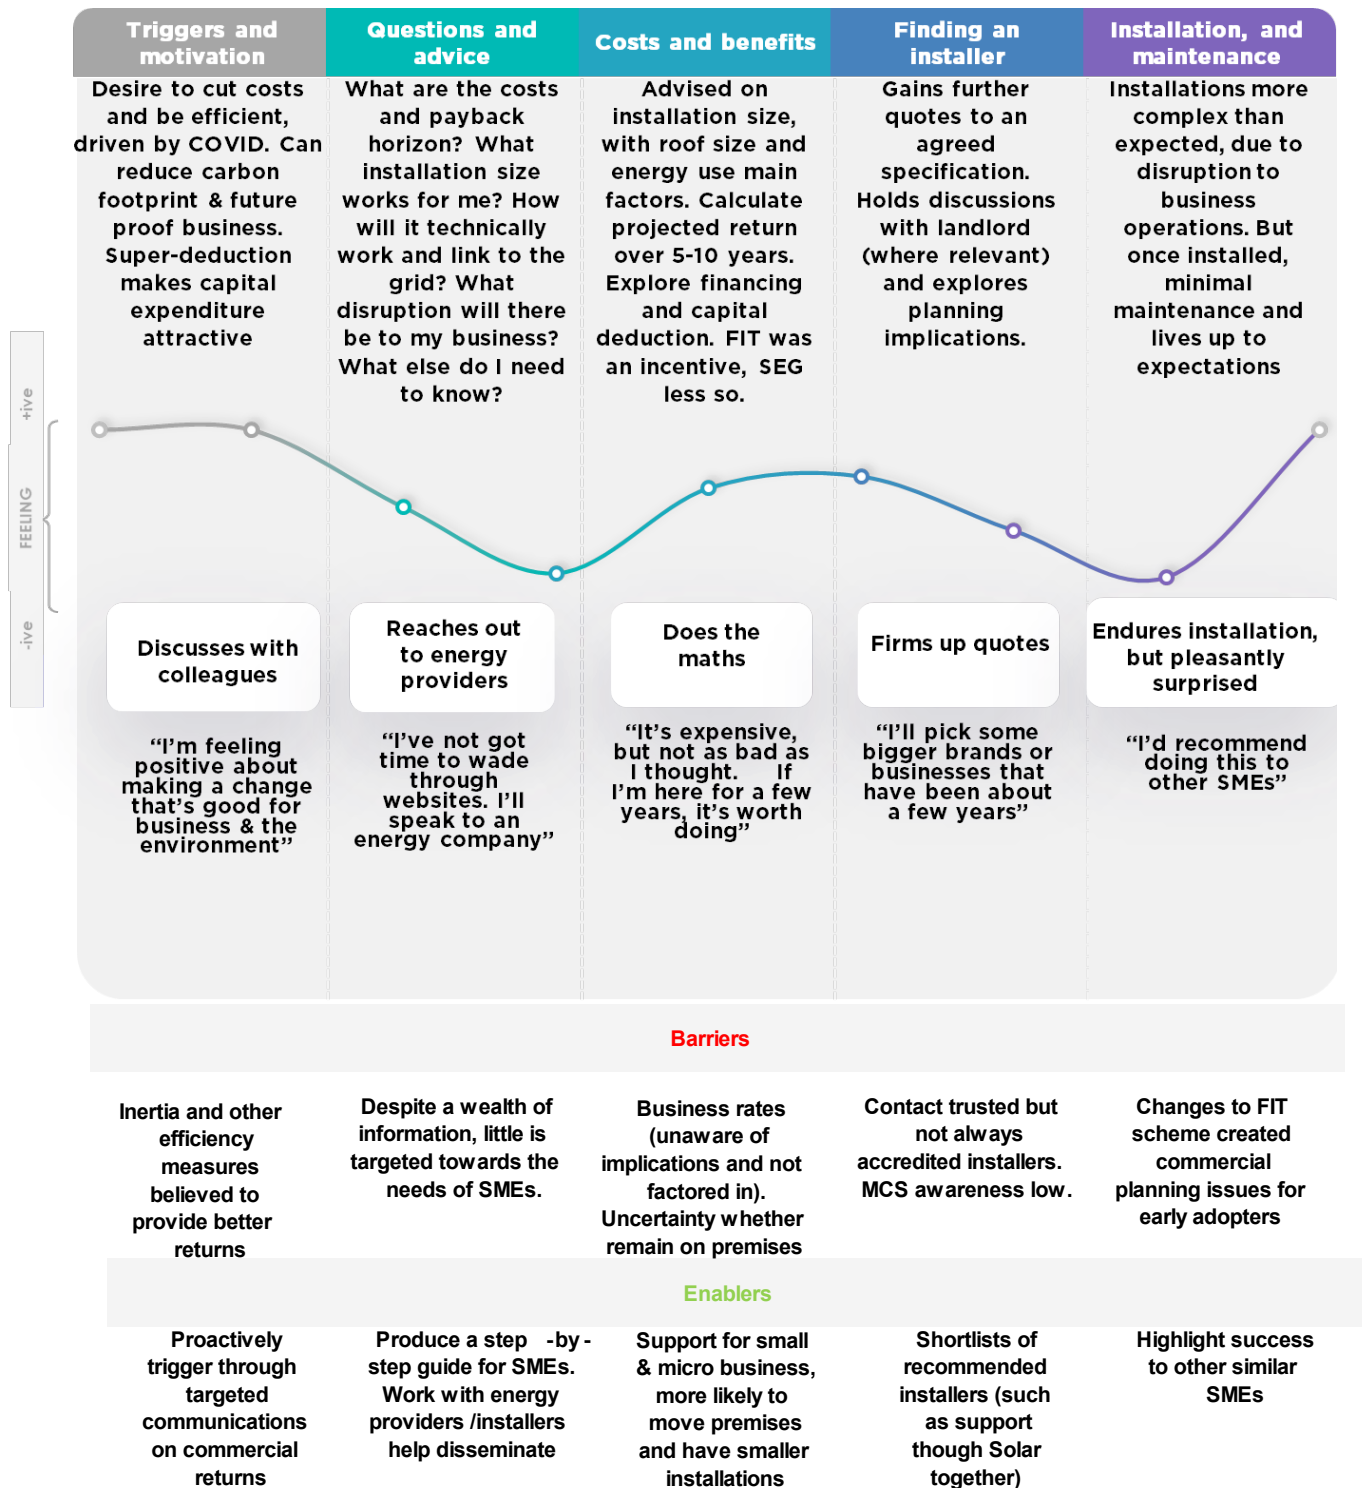 Triggers and
motivation
Questions and
advice
Costs and benefits
Finding an
installer
Installation, and
maintenance
Desire to cut costs
and be efficient,
driven by COVID. Can
reduce carbon
footprint & future
proof business.
Super-deduction
makes capital
expenditure
attractive
What are the costs
and payback
horizon? What
installation size
works for me? How
will it technically
work and link to the
grid? What
disruption will there
be to my business?
What else do I need
to know?
Advised on
installation size,
with roof size and
energy use main
factors. Calculate
projected return
over 5-10 years.
Explore financing
and capital
deduction. FIT was
an incentive, SEG
less so.
Gains further
quotes to an
agreed
specification.
Holds discussions
with landlord
(where relevant)
and explores
planning
implications.
Installations more
complex than
expected, due to
disruption to
business
operations. But
once installed,
minimal
maintenance and
lives up to
expectations
+ive
FEELING
-ive
Discusses with
colleagues
Reaches out
to energy
providers
Does the
maths
Firms up quotes
Endures installation,
but pleasantly
surprised
“I’m feeling
positive about
making a change
that’s good for
business & the
environment”
“I’ve not got
time to wade
through
websites. I’ll
speak to an
energy company”
“It’s expensive,
but not as bad as
I thought. If
I’m here for a few
years, it’s worth
doing”
“I’ll pick some
bigger brands or
businesses that
have been about
a few years”
“I’d recommend
doing this to
other SMEs”
Barriers
Inertia and other
efficiency
measures
believed to
provide better
returns
Despite a wealth of
information, little is
targeted towards the
needs of SMEs.
Business rates
(unaware of
implications and not
factored in).
Uncertainty whether
remain on premises
Contact trusted but
not always
accredited installers.
MCS awareness low.
Changes to FIT
scheme created
commercial
planning issues for
early adopters
Enablers
Proactively
trigger through
targeted
communications
on commercial
returns
Produce a step -by-
step guide for SMEs.
Work with energy
providers /installers
help disseminate
Support for small
& micro business,
more likely to
move premises
and have smaller
installations
Shortlists of
recommended
installers (such
as support
though Solar
together)
Highlight success
to other similar
SMEs